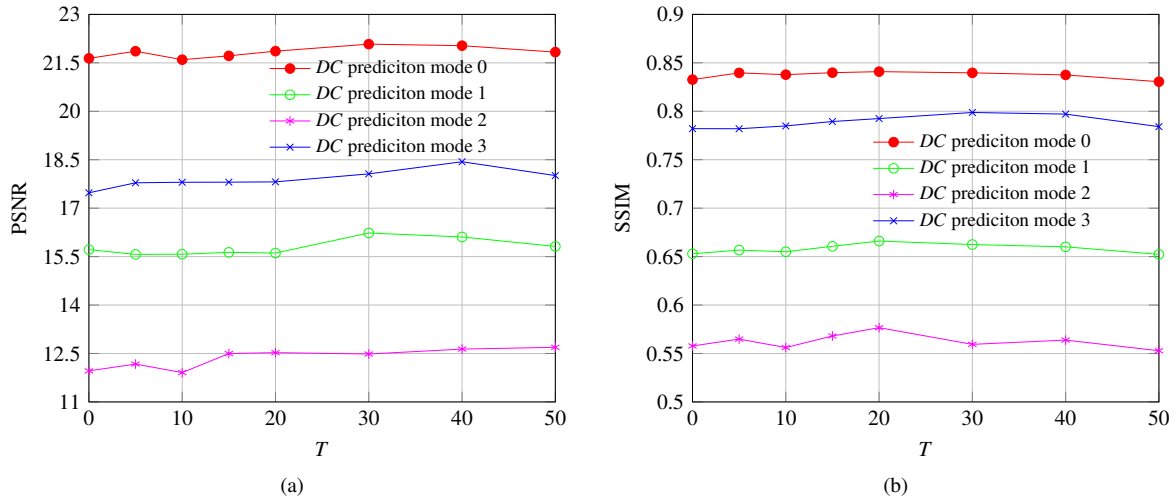 23
21.5
20
18.5
17
15.5
14
12.5
11
PSNR
DC prediciton mode 0
DC prediciton mode 1
DC prediciton mode 2
DC prediciton mode 3
0 10 20 30 40 50
T
(a)
0.9
0.85
0.8
0.75
0.7
0.65
0.6
0.55
0.5
SSIM
DC prediciton mode 0
DC prediciton mode 1
DC prediciton mode 2
DC prediciton mode 3
0 10 20 30 40 50
T
(b)